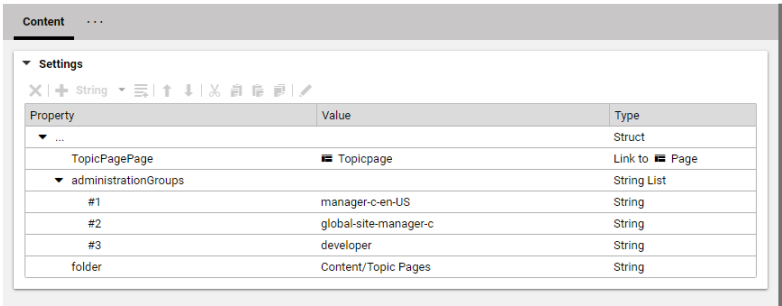 Content ...
Settings
String
Property Value Type
... Struct
TopicPagePage Topicpage Link to Page
administrationGroups String List
#1 manager-c-en-US String
#2 global-site-manager-c String
#3 developer String
folder Content/Topic Pages String